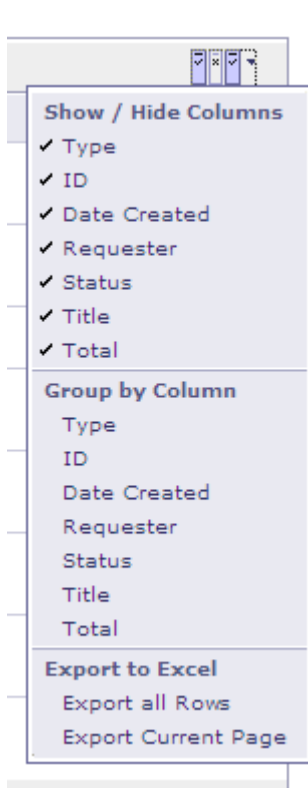 Show / Hide Columns
✓ Type
✓ ID
✓ Date Created
✓ Requester
✓ Status
✓ Title
✓ Total
Group by Column
Type
ID
Date Created
Requester
Status
Title
Total
Export to Excel
Export all Rows
Export Current Page